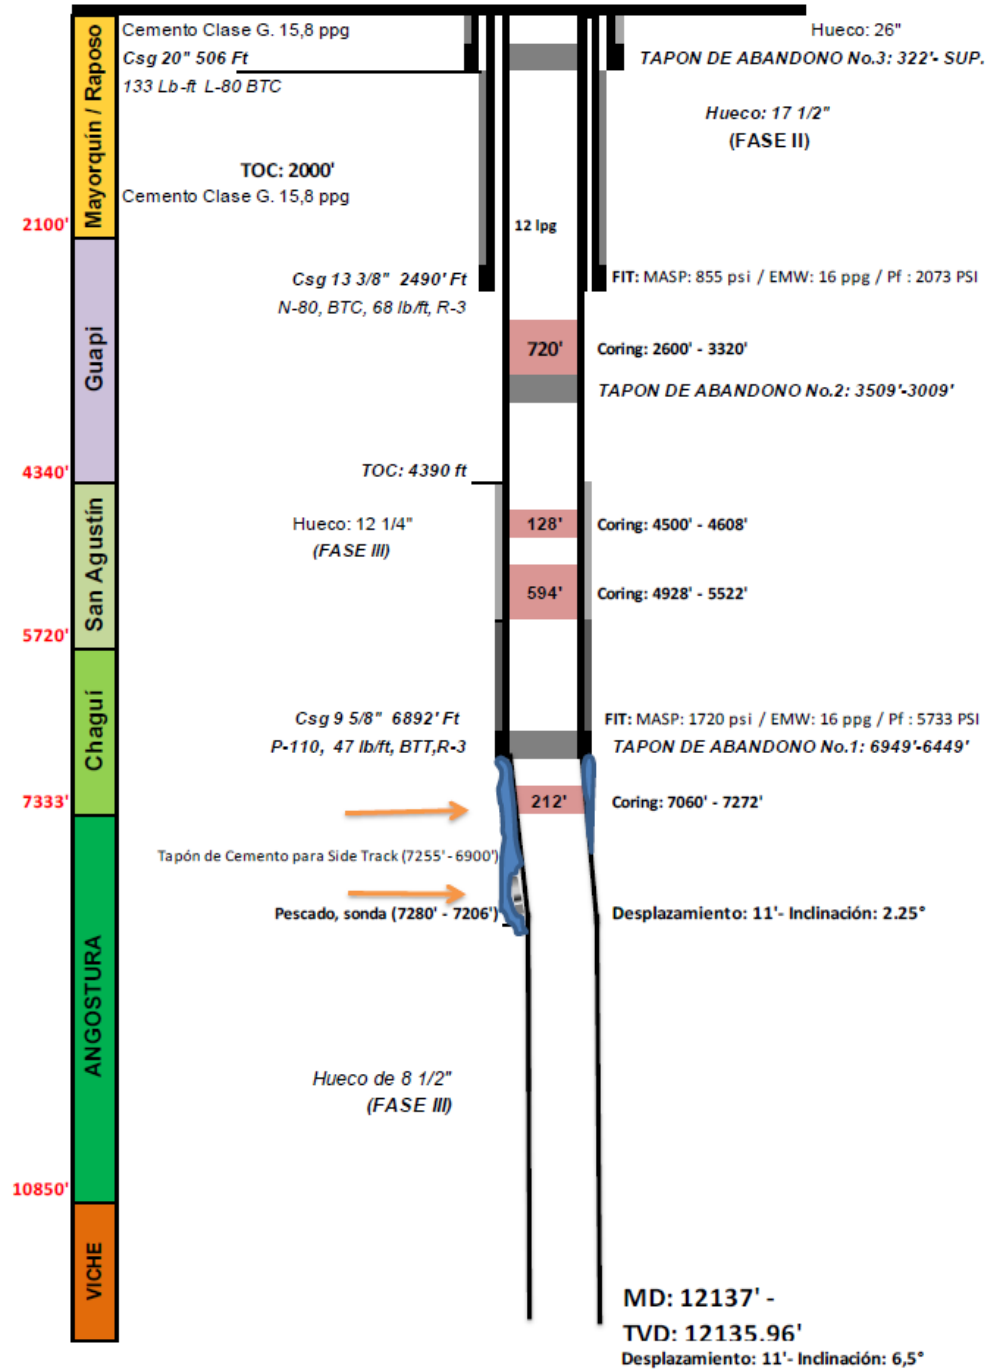 Cemento Clase G. 15,8 ppg
Hueco: 26"
Csg 20" 506 Ft
TAPON DE ABANDONO No.3: 322'- SUP.
133 Lb-ft L-80 BTC
Hueco: 17 1/2"
(FASE II)
Mayorquín / Raposo
TOC: 2000'
Cemento Clase G. 15,8 ppg
2100'
12 lpg
Csg 13 3/8" 2490' Ft
FIT: MASP: 855 psi / EMW: 16 ppg / Pf : 2073 PSI
N-80, BTC, 68 lb/ft, R-3
Guapi
720'
Coring: 2600' - 3320'
TAPON DE ABANDONO No.2: 3509'-3009'
4340'
TOC: 4390 ft
Hueco: 12 1/4"
(FASE III)
128'
Coring: 4500' - 4608'
San Agustín
594'
Coring: 4928' - 5522'
5720'
Chaguí
Csg 9 5/8" 6892' Ft
FIT: MASP: 1720 psi / EMW: 16 ppg / Pf : 5733 PSI
P-110, 47 lb/ft, BTT,R-3
TAPON DE ABANDONO No.1: 6949'-6449'
7333'
212'
Coring: 7060' - 7272'
Tapón de Cemento para Side Track (7255' - 6900')
Pescado, sonda (7280' - 7206')
Desplazamiento: 11'- Inclinación: 2.25°
ANGOSTURA
Hueco de 8 1/2"
(FASE III)
10850'
VICHE
MD: 12137' -
TVD: 12135.96'
Desplazamiento: 11'- Inclinación: 6,5°